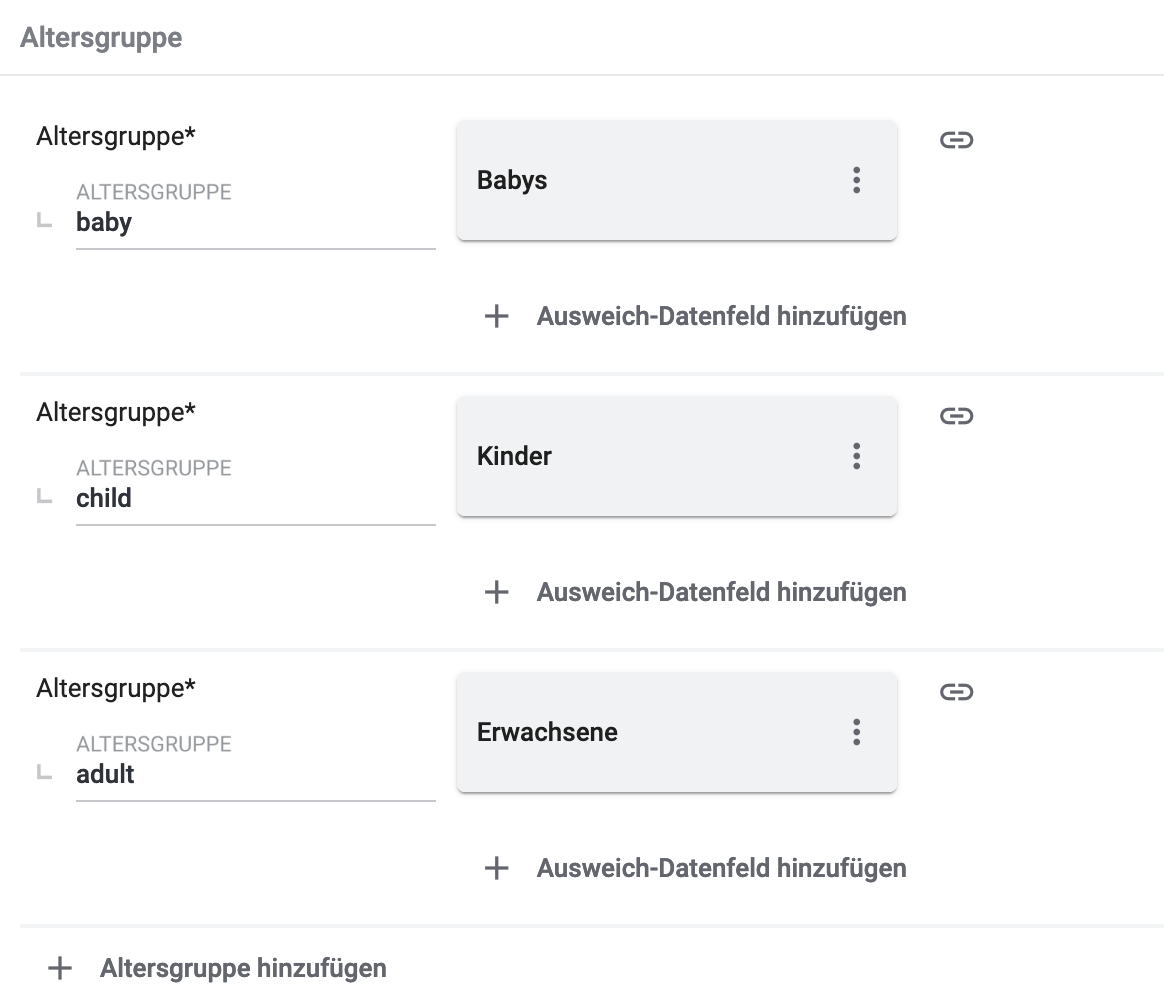 Altersgruppe
Altersgruppe*
ALTERSGRUPPE
baby
Babys
Ausweich-Datenfeld hinzufügen
Altersgruppe*
ALTERSGRUPPE
child
Kinder
Ausweich-Datenfeld hinzufügen
Altersgruppe*
ALTERSGRUPPE
adult
Erwachsene
Ausweich-Datenfeld hinzufügen
Altersgruppe hinzufügen